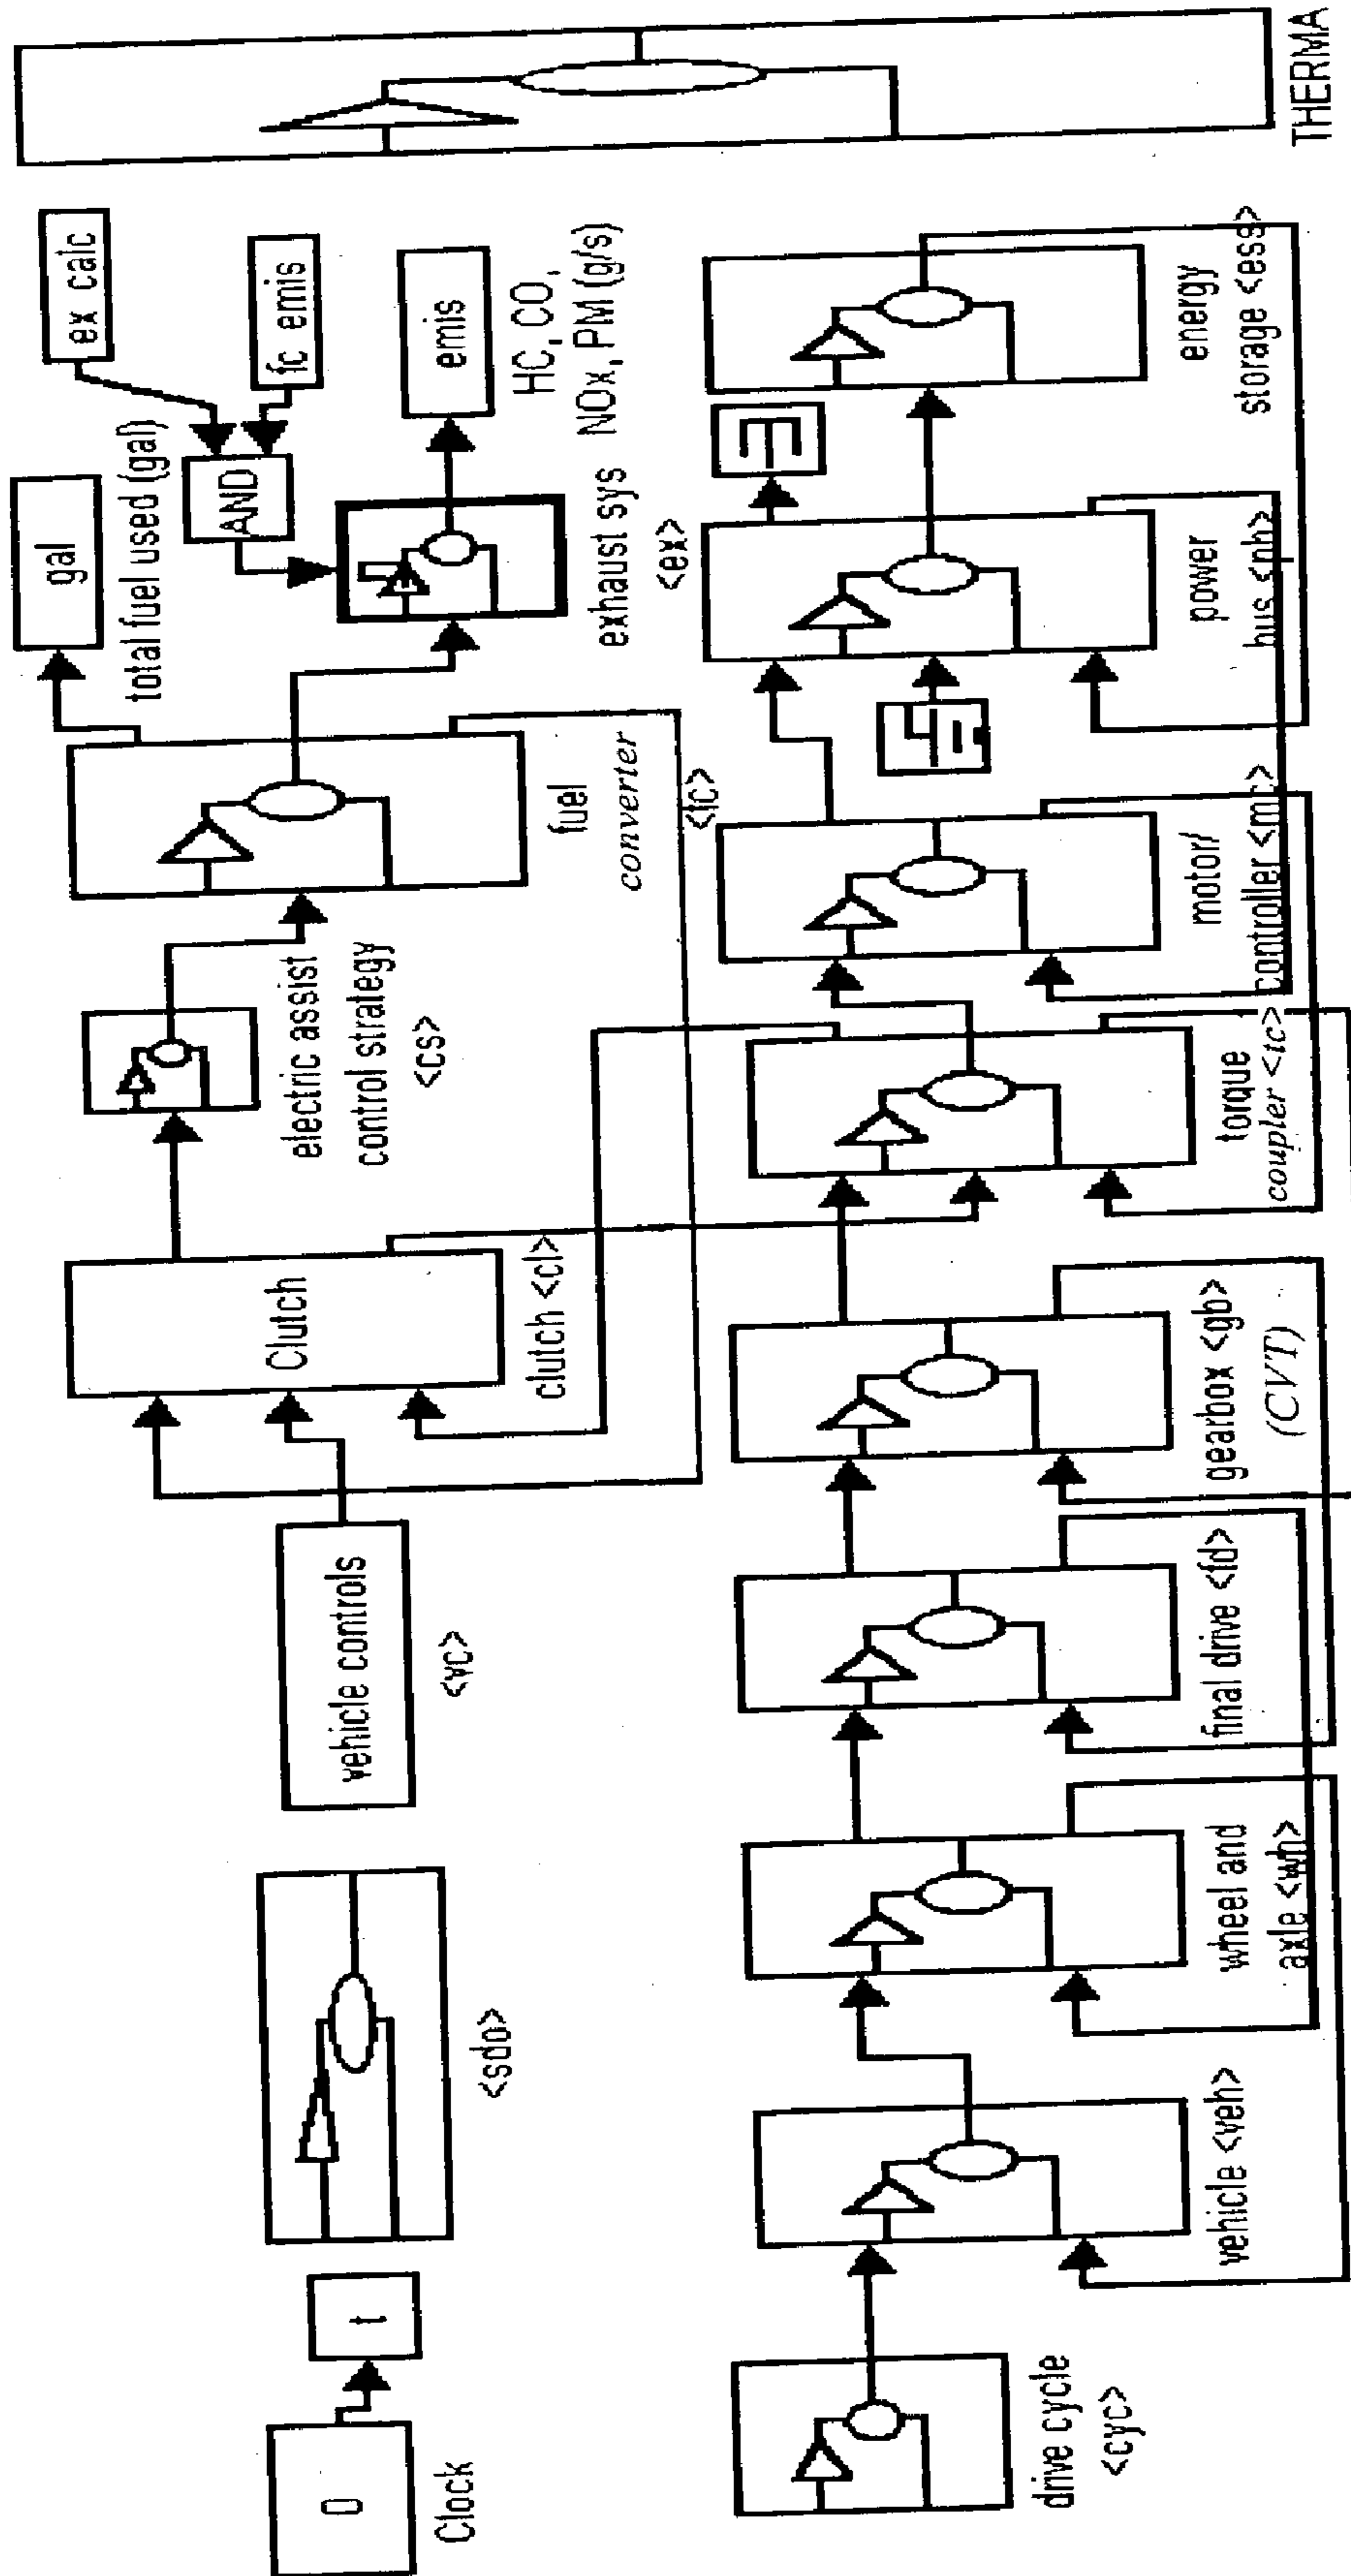 gal
total fuel used (gal)
ex calc
AND
fc emis
emis
HC, CO,
NOx, PM (g/s)
exhaust sys
<ex>
THERMA
fuel
converter
<fc>
electric assist
control strategy
<cs>
Clutch
clutch <cl>
vehicle controls
<vc>
<sdo>
0
Clock
t
drive cycle
<cyc>
vehicle <veh>
wheel and
axle <wh>
final drive <fd>
gearbox <gb>
(CVT)
torque
coupler <tc>
motor/
controller <mc>
power
bus <pb>
energy
storage <ess>